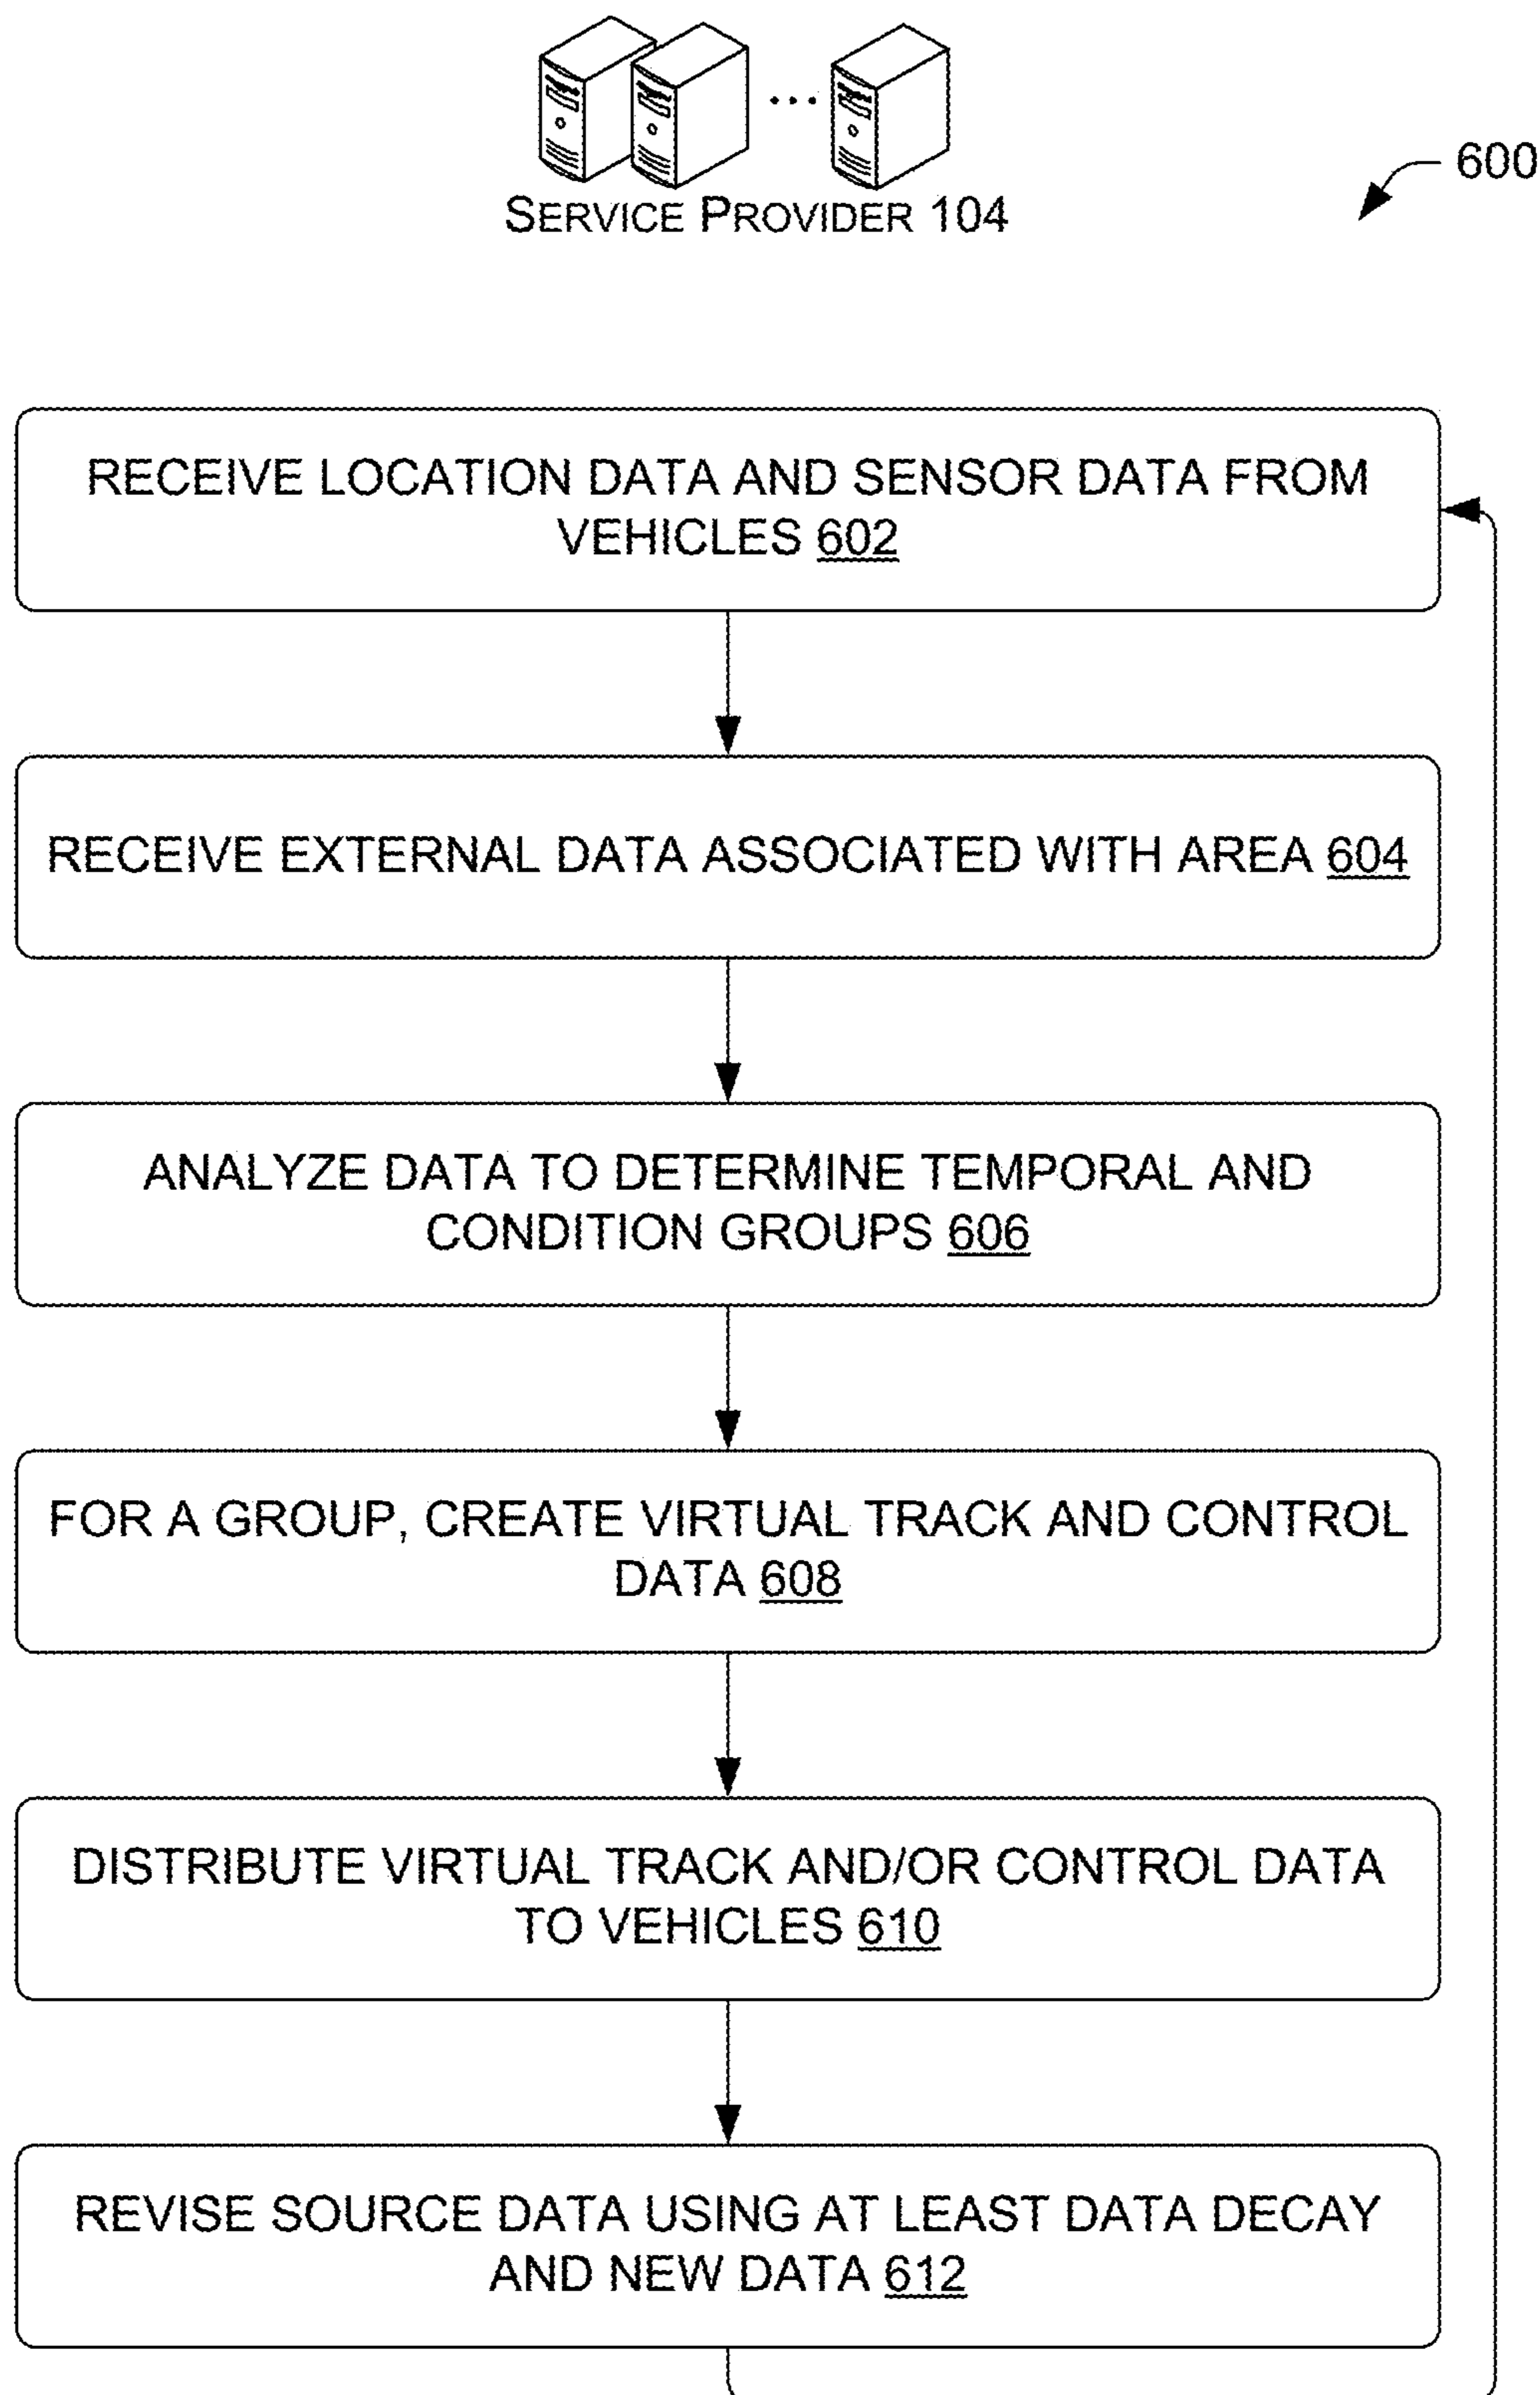 SERVICE PROVIDER 104
600
RECEIVE LOCATION DATA AND SENSOR DATA FROM
VEHICLES 602
RECEIVE EXTERNAL DATA ASSOCIATED WITH AREA 604
ANALYZE DATA TO DETERMINE TEMPORAL AND
CONDITION GROUPS 606
FOR A GROUP, CREATE VIRTUAL TRACK AND CONTROL
DATA 608
DISTRIBUTE VIRTUAL TRACK AND/OR CONTROL DATA
TO VEHICLES 610
REVISE SOURCE DATA USING AT LEAST DATA DECAY
AND NEW DATA 612